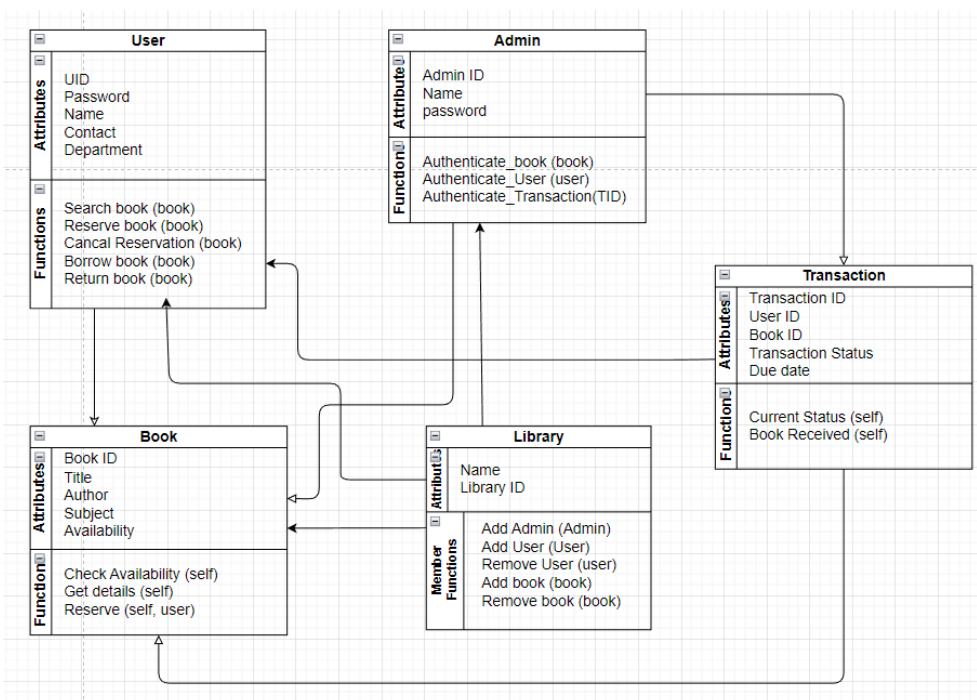 User
Attributes
UID
Password
Name
Contact
Department
Functions
Search book (book)
Reserve book (book)
Cancal Reservation (book)
Borrow book (book)
Return book (book)
Admin
Attribute
Admin ID
Name
password
Function
Authenticate_book (book)
Authenticate_User (user)
Authenticate_Transaction(TID)
Transaction
Attributes
Transaction ID
User ID
Book ID
Transaction Status
Due date
Function
Current Status (self)
Book Received (self)
Book
Attributes
Book ID
Title
Author
Subject
Availability
Function
Check Availability (self)
Get details (self)
Reserve (self, user)
Library
Attributes
Name
Library ID
Member
Functions
Add Admin (Admin)
Add User (User)
Remove User (user)
Add book (book)
Remove book (book)